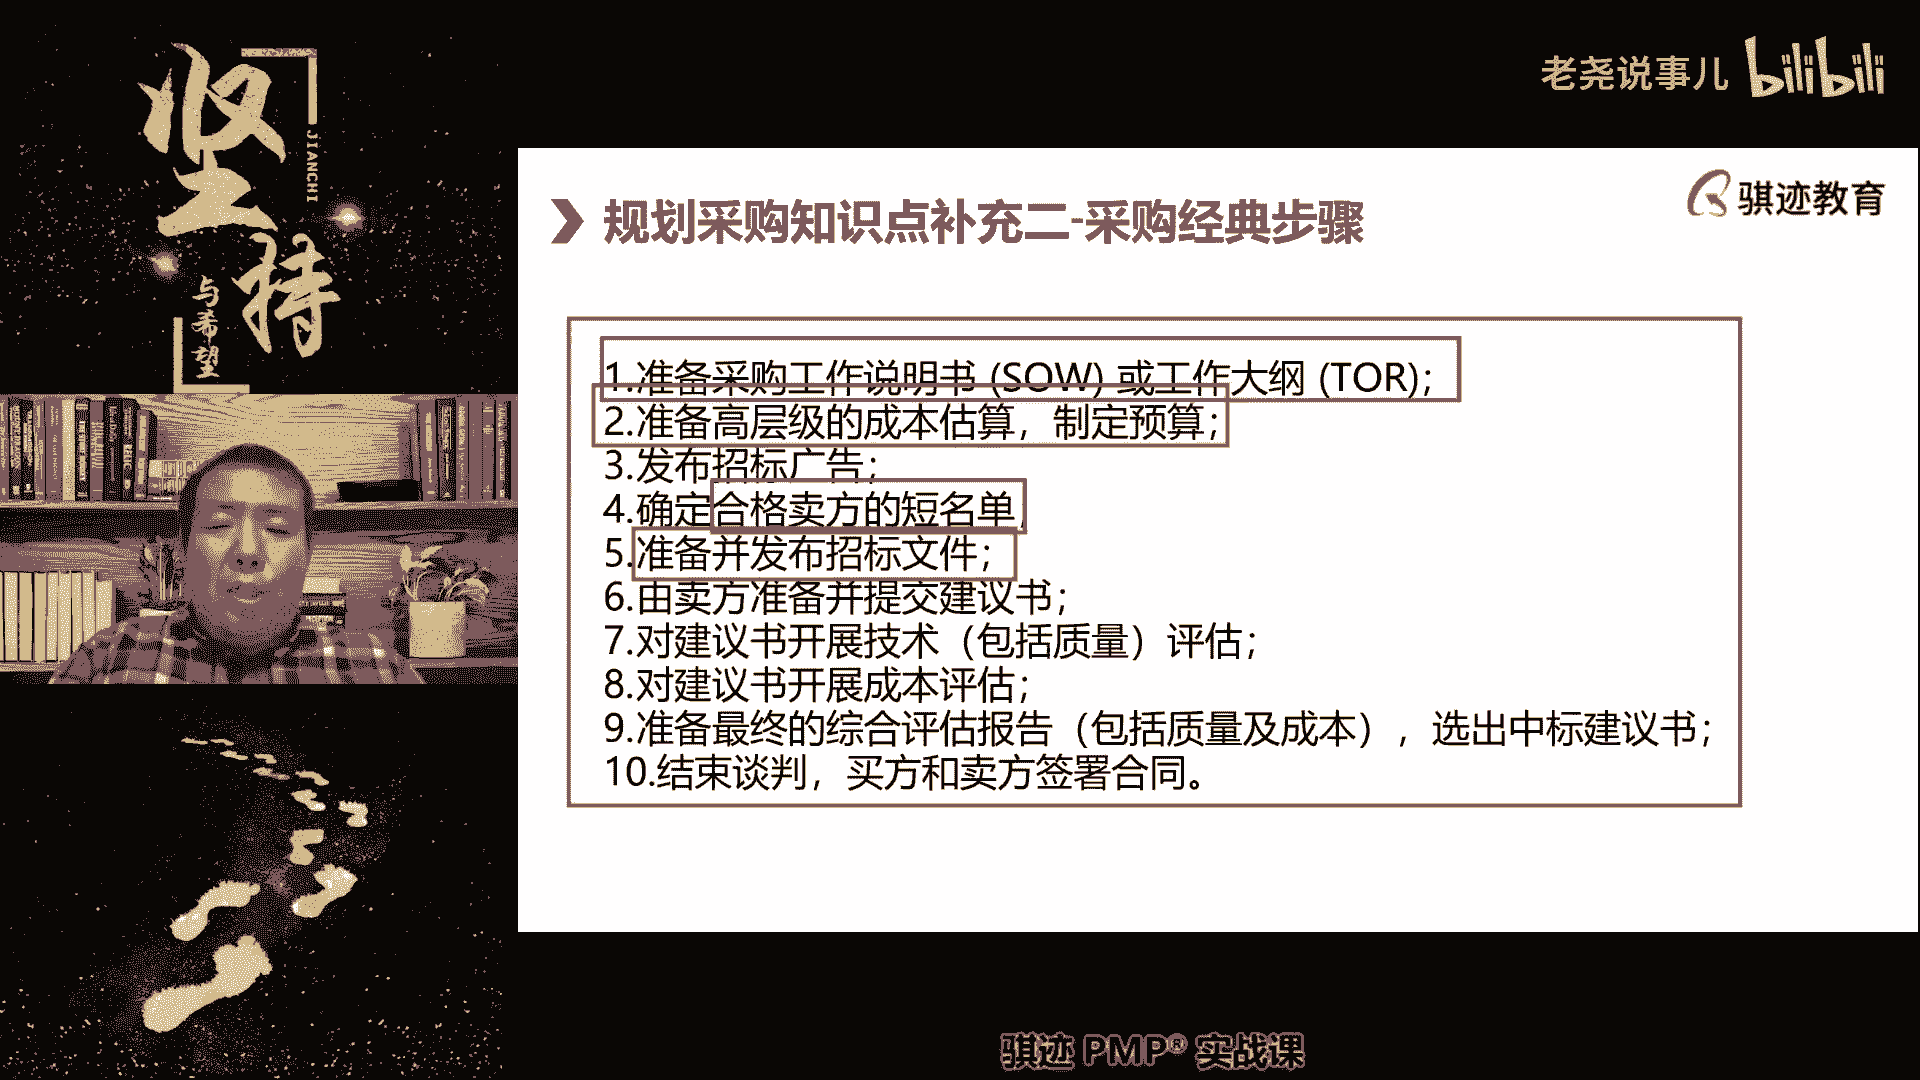 坚持
JIANCHI
与希望
老尧说事儿 bilibili
骐迹教育
规划采购知识点补充二-采购经典步骤
1.准备采购工作说明书 (SOW) 或工作大纲 (TOR)；
2.准备高层级的成本估算，制定预算；
3.发布招标广告；
4.确定合格卖方的短名单；
5.准备并发布招标文件；
6.由卖方准备并提交建议书；
7.对建议书开展技术（包括质量）评估；
8.对建议书开展成本评估；
9.准备最终的综合评估报告（包括质量及成本），选出中标建议书；
10.结束谈判，买方和卖方签署合同。
骐迹 PMP® 实战课